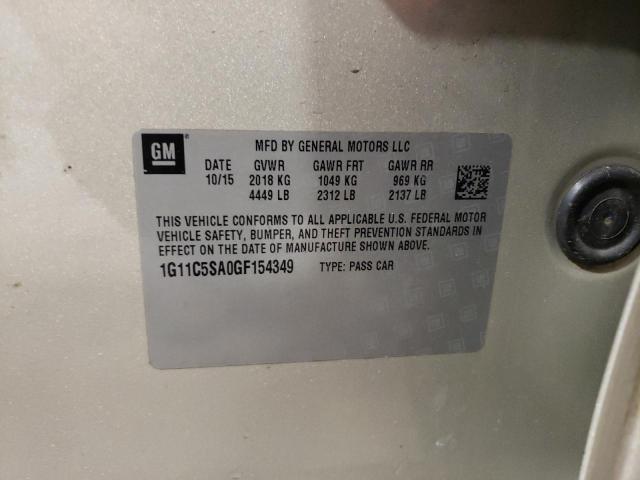 GM
MFD BY GENERAL MOTORS LLC
DATE GVWR GAWR FRT GAWR RR
10/15 2018 KG 1049 KG 969 KG
4449 LB 2312 LB 2137 LB
THIS VEHICLE CONFORMS TO ALL APPLICABLE U.S. FEDERAL MOTOR
VEHICLE SAFETY, BUMPER, AND THEFT PREVENTION STANDARDS IN
EFFECT ON THE DATE OF MANUFACTURE SHOWN ABOVE.
1G11C5SA0GF154349 TYPE: PASS CAR